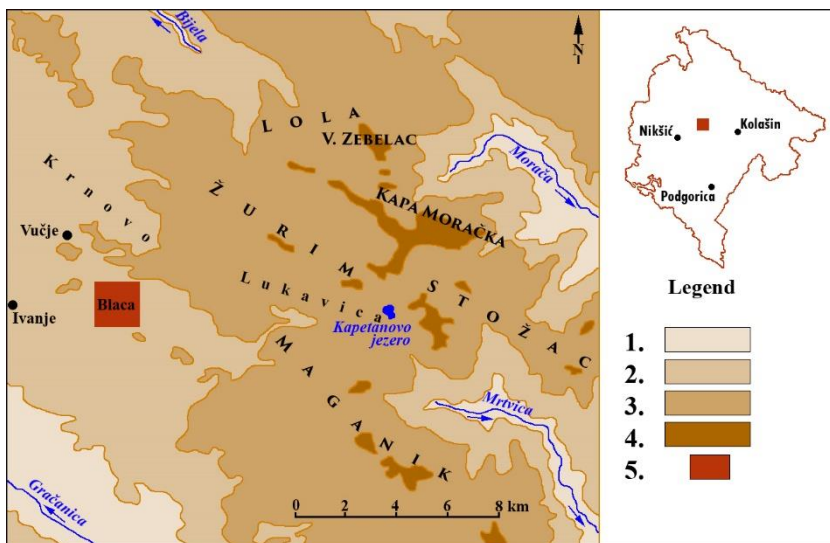 Bijela
N
LOLA
V. ZEBELAC
Morača
Krnovo
ŽURIM
KAPA MORAČKA
Vučje
Lukavica
STOŽAC
Blaca
Ivanje
Kapetanovo
jezero
MAGANIK
Mrtvica
Gračanica
0 2 4 6 8 km
Nikšić
Kolašin
Podgorica
Legend
1.
2.
3.
4.
5.